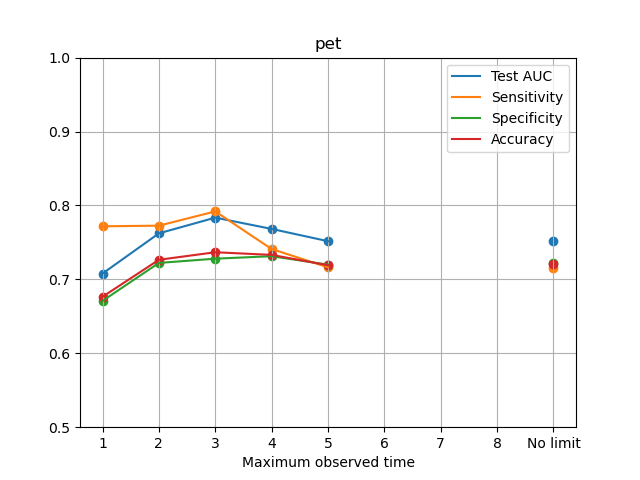 pet
1.0
0.9
0.8
0.7
0.6
0.5
Test AUC
Sensitivity
Specificity
Accuracy
1 2 3 4 5 6 7 8 No limit
Maximum observed time